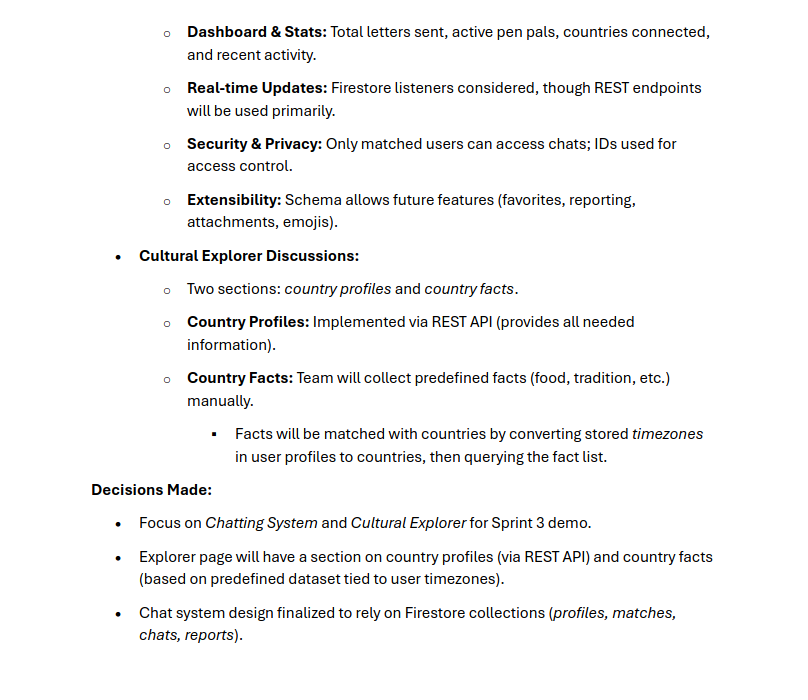 ○ Dashboard & Stats: Total letters sent, active pen pals, countries connected,
and recent activity.
○ Real-time Updates: Firestore listeners considered, though REST endpoints
will be used primarily.
○ Security & Privacy: Only matched users can access chats; IDs used for
access control.
○ Extensibility: Schema allows future features (favorites, reporting,
attachments, emojis).
• Cultural Explorer Discussions:
○ Two sections: country profiles and country facts.
○ Country Profiles: Implemented via REST API (provides all needed
information).
○ Country Facts: Team will collect predefined facts (food, tradition, etc.)
manually.
▪ Facts will be matched with countries by converting stored timezones
in user profiles to countries, then querying the fact list.
Decisions Made:
• Focus on Chatting System and Cultural Explorer for Sprint 3 demo.
• Explorer page will have a section on country profiles (via REST API) and country facts
(based on predefined dataset tied to user timezones).
• Chat system design finalized to rely on Firestore collections (profiles, matches,
chats, reports).